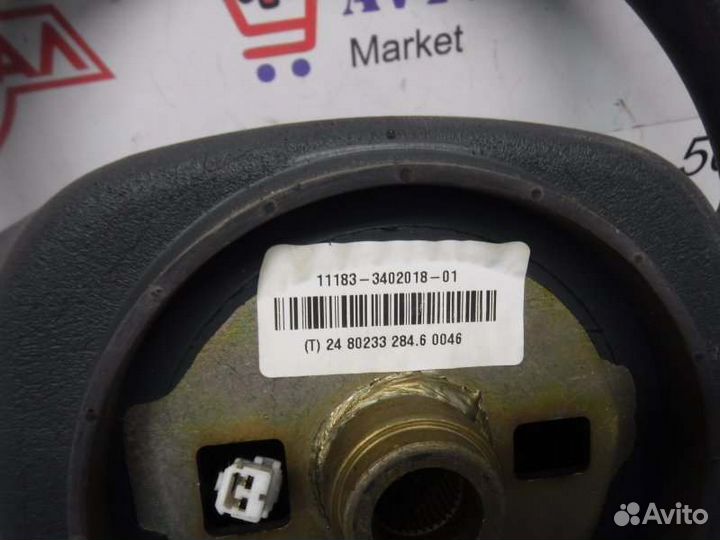 Market
11183-3402018-01
(T) 24 80233 284.6 0046
Avito